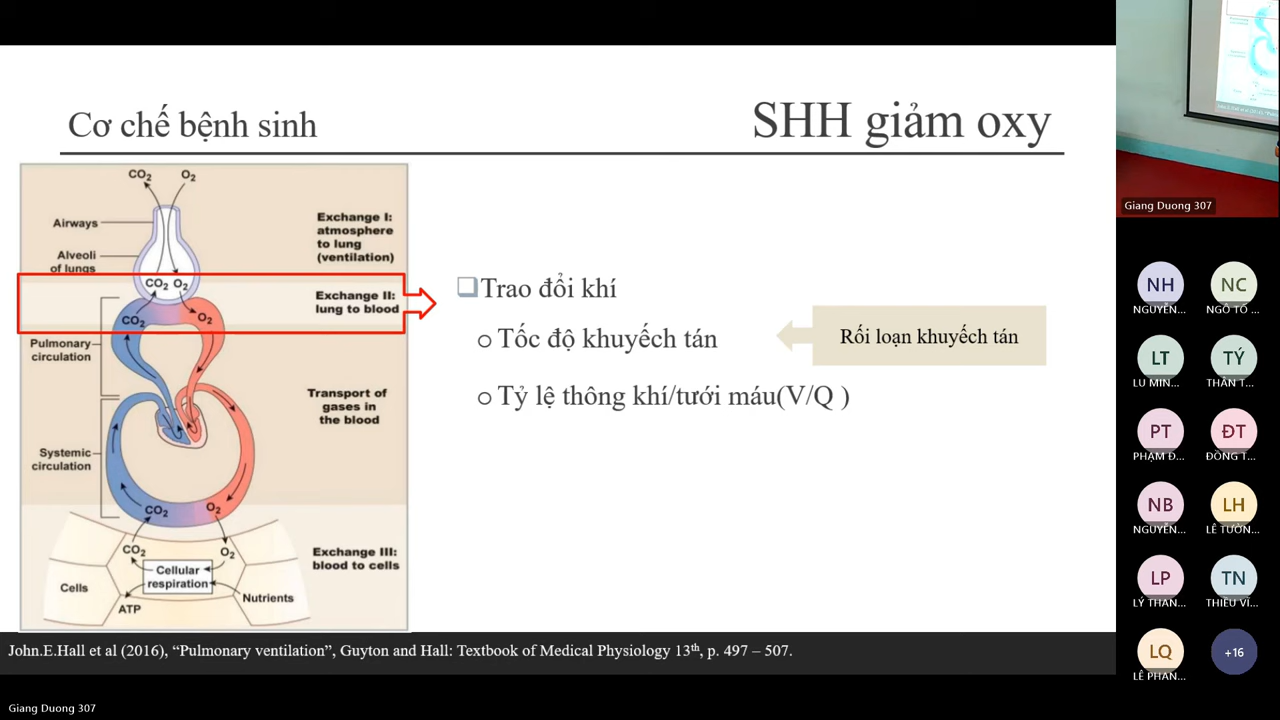 Cơ chế bệnh sinh
SHH giảm oxy
CO2
O2
Airways
Alveoli
of lungs
Exchange I:
atmosphere
to lung
(ventilation)
CO2 O2
Exchange II:
lung to blood
CO2
O2
Pulmonary
circulation
Transport of
gases in
the blood
Systemic
circulation
CO2
O2
CO2
O2
Exchange III:
blood to cells
Cellular
respiration
Cells
Nutrients
ATP
Trao đổi khí
Tốc độ khuyếch tán
Rối loạn khuyếch tán
Tỷ lệ thông khí/tưới máu(V/Q )
John.E.Hall et al (2016), “Pulmonary ventilation”, Guyton and Hall: Textbook of Medical Physiology 13th, p. 497 – 507.
Giang Duong 307
Giang Duong 307
NH
NC
NGUYỄN...
NGÔ TỐ ...
LT
TÝ
LU MIN...
THÂN T...
PT
ĐT
PHẠM Đ...
ĐỒNG T...
NB
LH
NGUYỄN...
LÊ TƯỜN...
LP
TN
LÝ THAN...
THIỀU VĨ...
LQ
+16
LÊ PHAN...